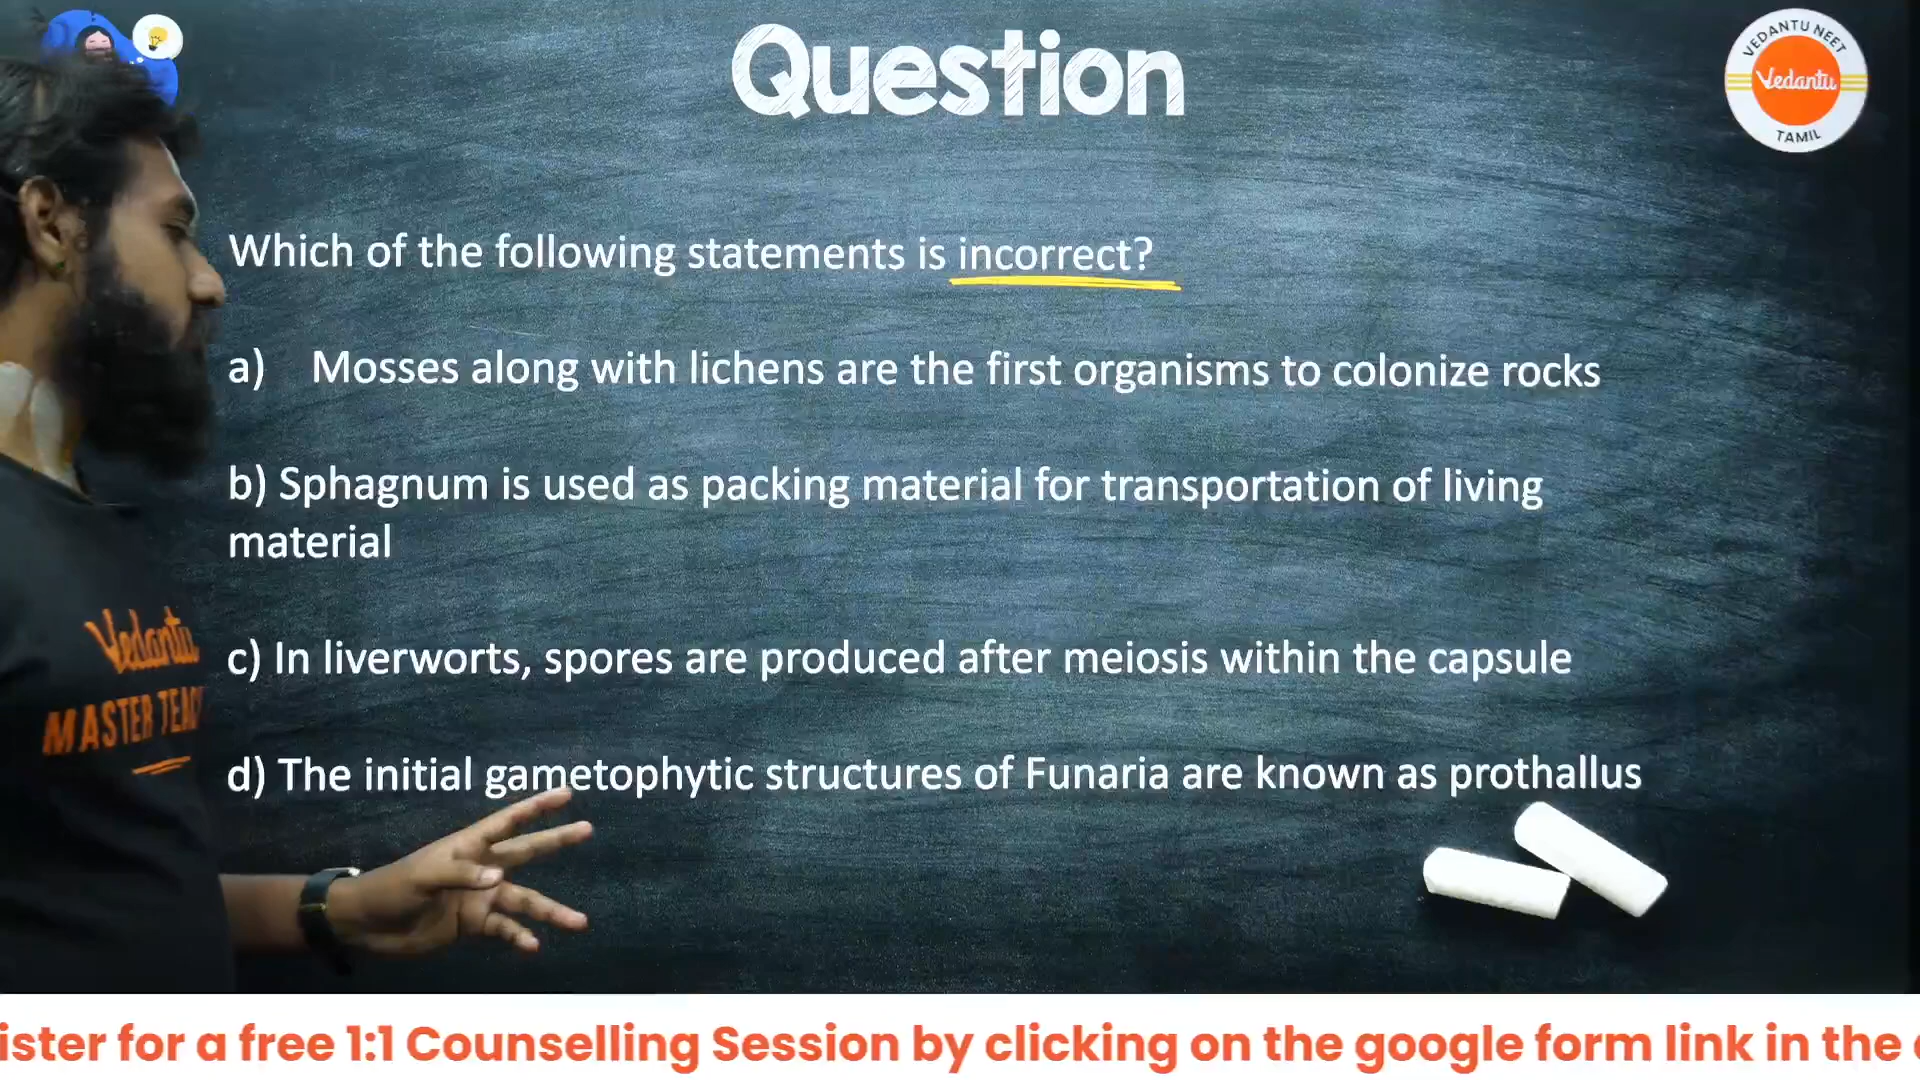 Question
VEDANTU NEET
Vedantu
TAMIL
Which of the following statements is incorrect?
a) Mosses along with lichens are the first organisms to colonize rocks
b) Sphagnum is used as packing material for transportation of living
material
c) In liverworts, spores are produced after meiosis within the capsule
d) The initial gametophytic structures of Funaria are known as prothallus
Vedantu
MASTER
ister for a free 1:1 Counselling Session by clicking on the google form link in the